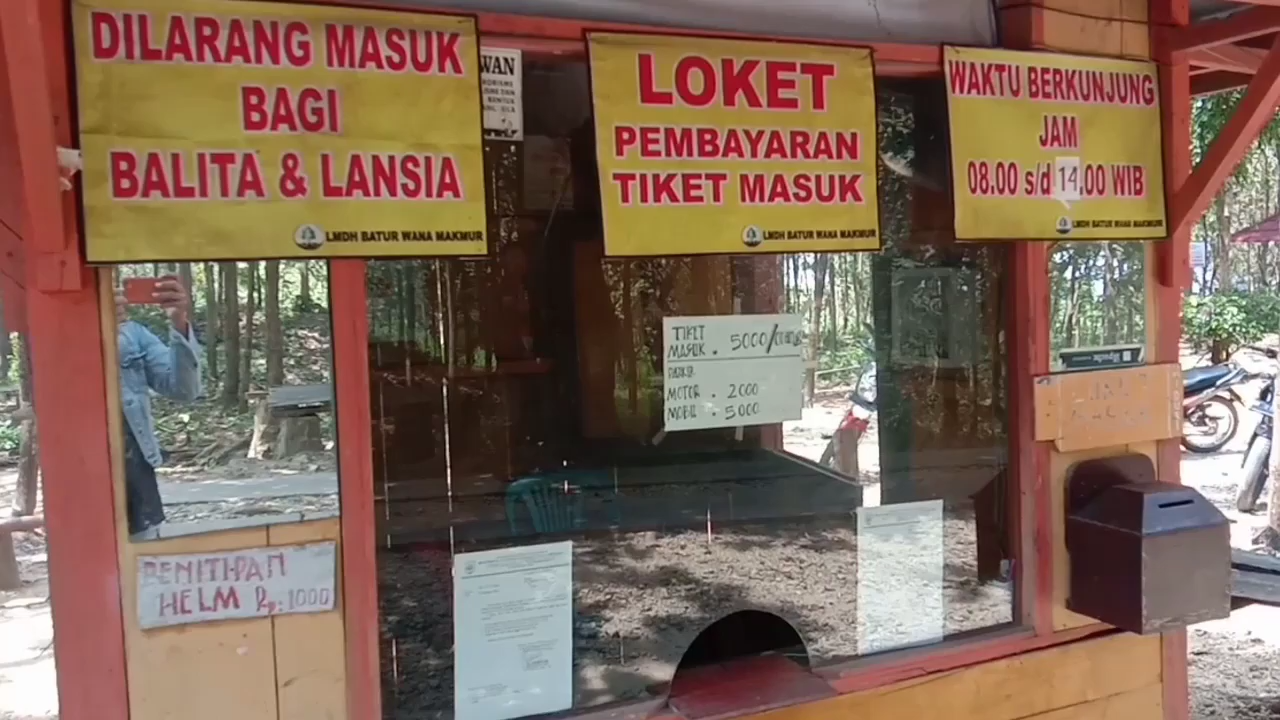 DILARANG MASUK
BAGI
BALITA & LANSIA
LMDH BATUR WANA MAKMUR
WAN
LOKET
PEMBAYARAN
TIKET MASUK
LMDH BATUR WANA MAKMUR
WAKTU BERKUNJUNG
JAM
08.00 s/d 14.00 WIB
LMDH BATUR WANA MAKMUR
TIKET
MASUK . 5000/
PARKIR
MOTOR . 2000
MOBIL . 5000
PENITIPAN
HELM Rp. 1000